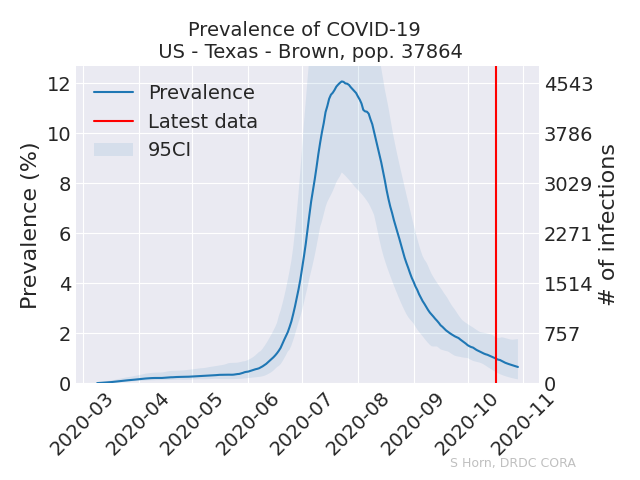 Prevalence of COVID-19
US - Texas - Brown, pop. 37864
Prevalence
Latest data
95CI
Prevalence (%)
12
10
8
6
4
2
0
4543
3786
3029
2271
1514
757
0
# of infections
2020-03
2020-04
2020-05
2020-06
2020-07
2020-08
2020-09
2020-10
2020-11
S Horn, DRDC CORA